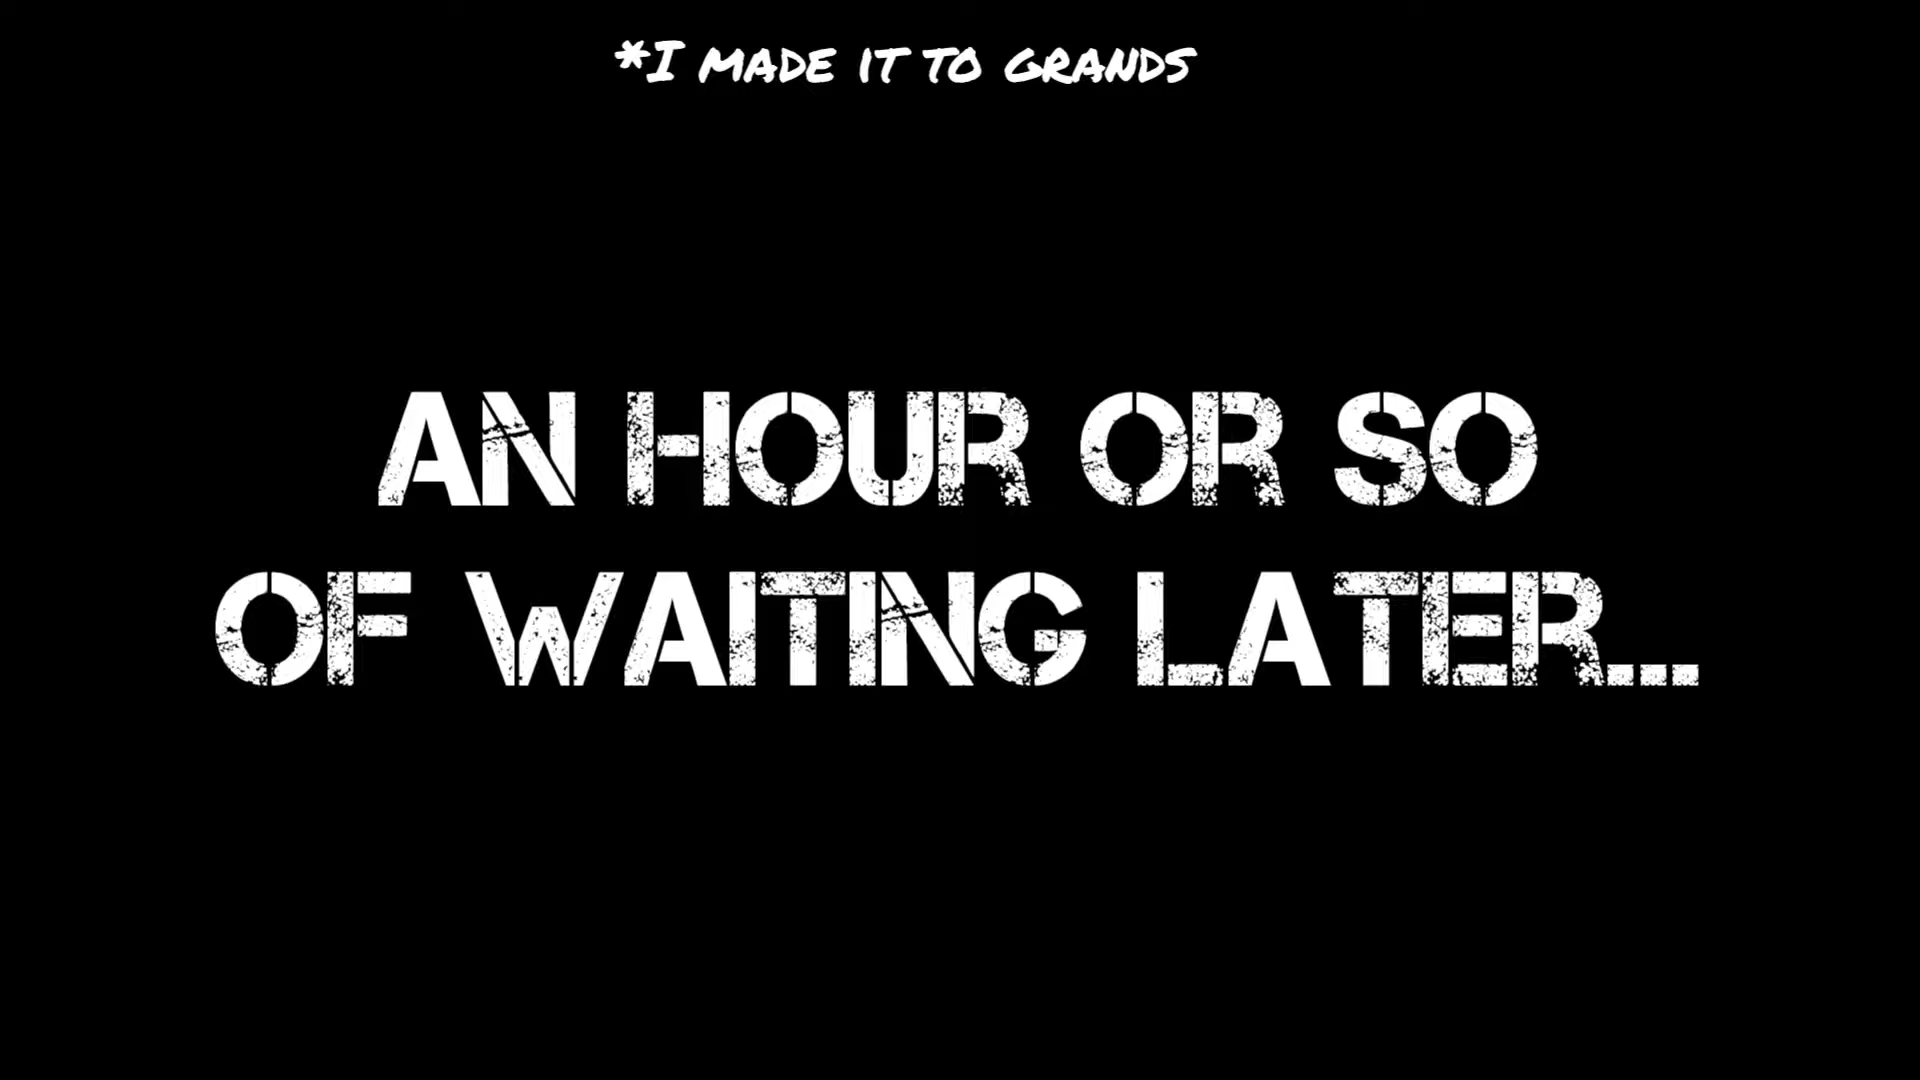 *I MADE IT TO GRANDS
AN HOUR OR SO
OF WAITING LATER...